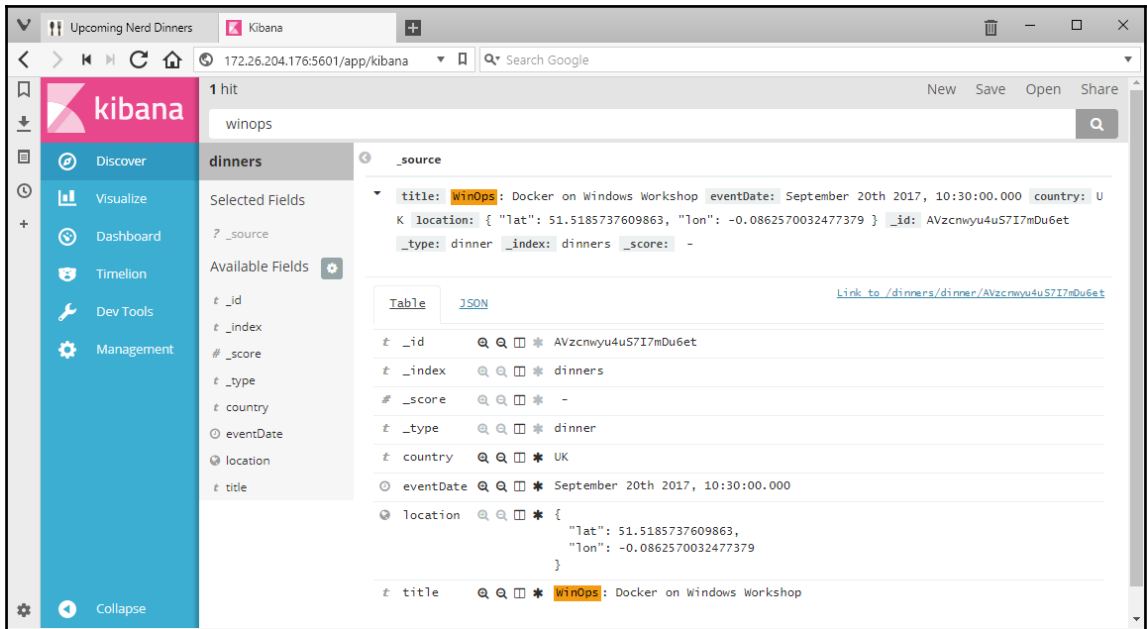 Upcoming Nerd Dinners
Kibana
172.26.204.176:5601/app/kibana
Search Google
kibana
Discover
Visualize
Dashboard
Timelion
Dev Tools
Management
Collapse
1 hit
New Save Open Share
winops
dinners
Selected Fields
? _source
Available Fields
t _id
t _index
# _score
t _type
t country
eventDate
location
t title
_source
title: WinOps: Docker on Windows Workshop eventDate: September 20th 2017, 10:30:00.000 country: U
K location: { "lat": 51.5185737609863, "lon": -0.0862570032477379 } _id: AVzcnwyu4uS7I7mDu6et
_type: dinner _index: dinners _score: -
Table JSON
Link to /dinners/dinner/AVzcnwyu4uS7I7mDu6et
t _id AVzcnwyu4uS7I7mDu6et
t _index dinners
# _score -
t _type dinner
t country UK
eventDate September 20th 2017, 10:30:00.000
location {
"lat": 51.5185737609863,
"lon": -0.0862570032477379
}
t title WinOps: Docker on Windows Workshop